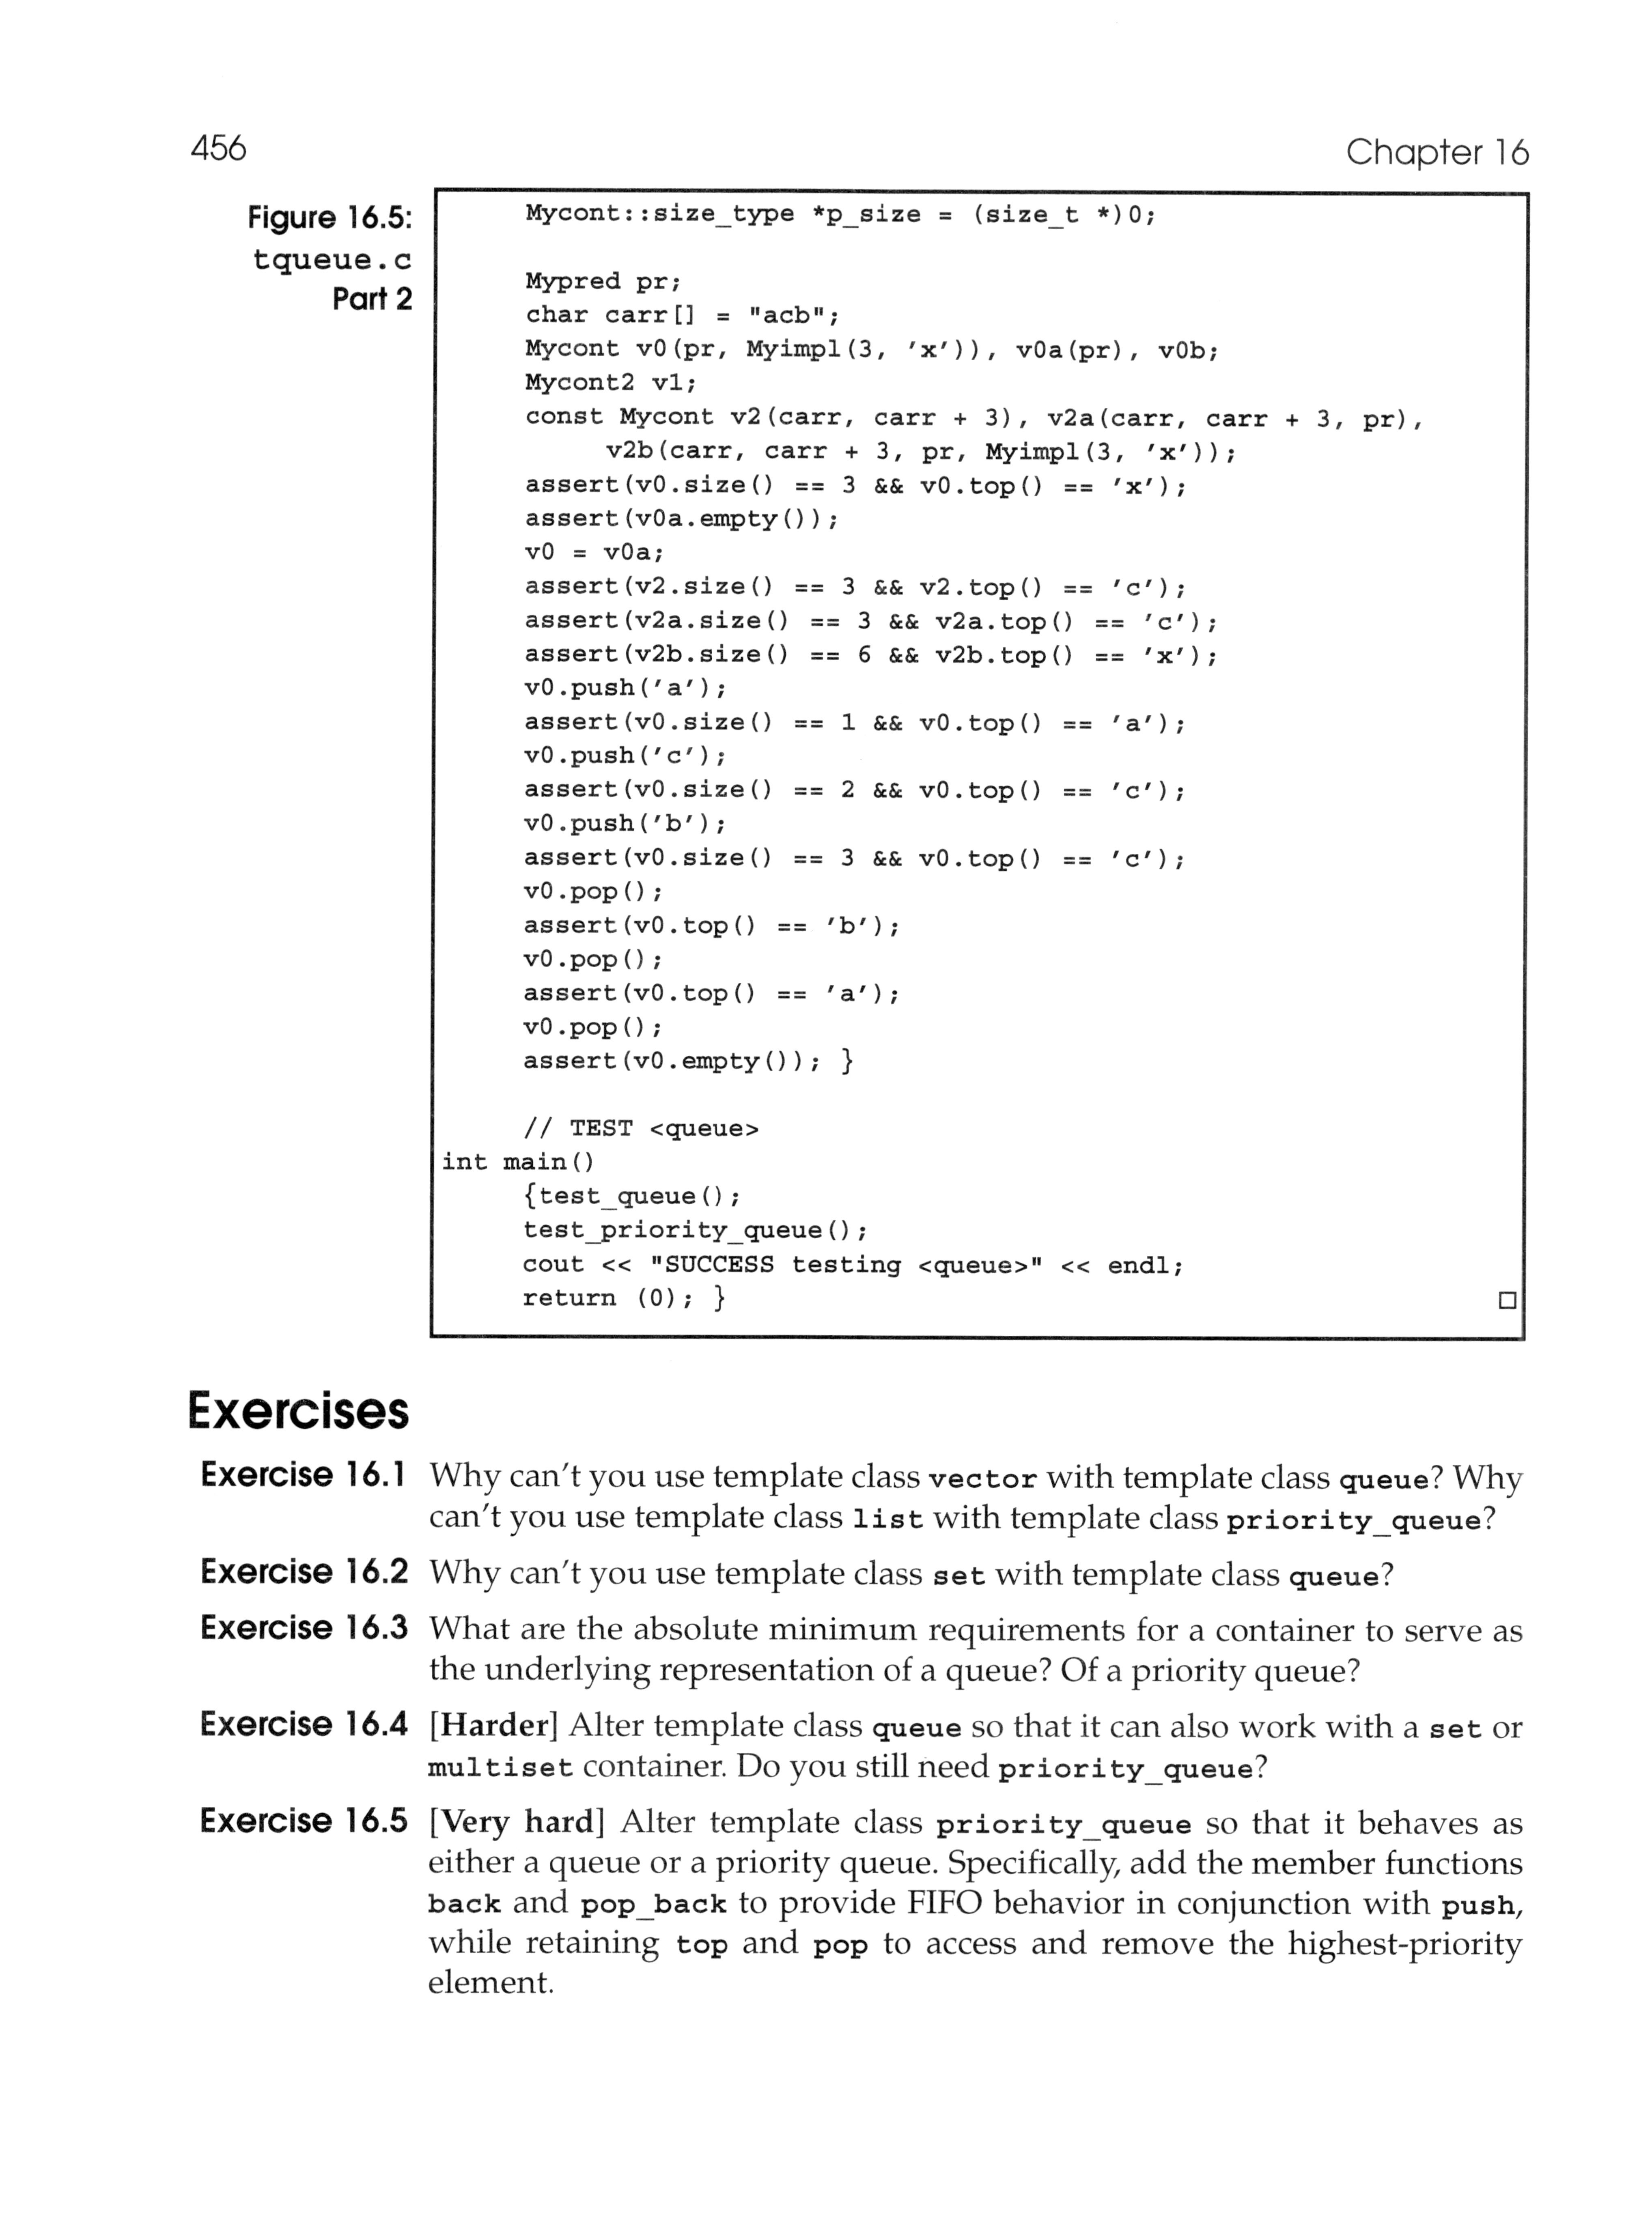 456
Chapter 16
Figure 16.5:
tqueue.c
Part 2
Mycont::size_type *p_size = (size_t *)0;
Mypred pr;
char carr[] = "acb";
Mycont v0(pr, Myimpl(3, 'x')), v0a(pr), v0b;
Mycont2 v1;
const Mycont v2(carr, carr + 3), v2a(carr, carr + 3, pr),
v2b(carr, carr + 3, pr, Myimpl(3, 'x'));
assert(v0.size() == 3 && v0.top() == 'x');
assert(v0a.empty());
v0 = v0a;
assert(v2.size() == 3 && v2.top() == 'c');
assert(v2a.size() == 3 && v2a.top() == 'c');
assert(v2b.size() == 6 && v2b.top() == 'x');
v0.push('a');
assert(v0.size() == 1 && v0.top() == 'a');
v0.push('c');
assert(v0.size() == 2 && v0.top() == 'c');
v0.push('b');
assert(v0.size() == 3 && v0.top() == 'c');
v0.pop();
assert(v0.top() == 'b');
v0.pop();
assert(v0.top() == 'a');
v0.pop();
assert(v0.empty()); }
// TEST <queue>
int main()
{test_queue();
test_priority_queue();
cout << "SUCCESS testing <queue>" << endl;
return (0); }
□
Exercises
Exercise 16.1 Why can't you use template class vector with template class queue? Why
can't you use template class list with template class priority_queue?
Exercise 16.2 Why can't you use template class set with template class queue?
Exercise 16.3 What are the absolute minimum requirements for a container to serve as
the underlying representation of a queue? Of a priority queue?
Exercise 16.4 [Harder] Alter template class queue so that it can also work with a set or
multiset container. Do you still need priority_queue?
Exercise 16.5 [Very hard] Alter template class priority_queue so that it behaves as
either a queue or a priority queue. Specifically, add the member functions
back and pop_back to provide FIFO behavior in conjunction with push,
while retaining top and pop to access and remove the highest-priority
element.